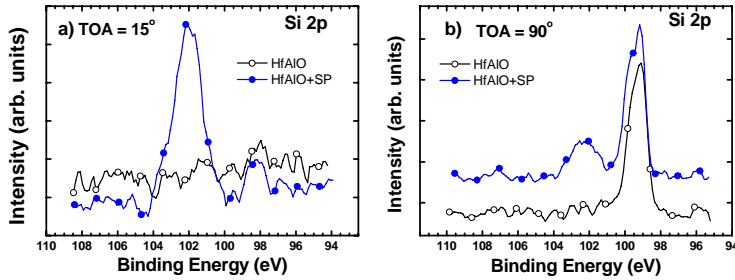 a) TOA = 15°
Si 2p
HfAlO
HfAlO+SP
Intensity (arb. units)
110 108 106 104 102 100 98 96 94
Binding Energy (eV)
b) TOA = 90°
Si 2p
HfAlO
HfAlO+SP
Intensity (arb. units)
110 108 106 104 102 100 98 96 94
Binding Energy (eV)